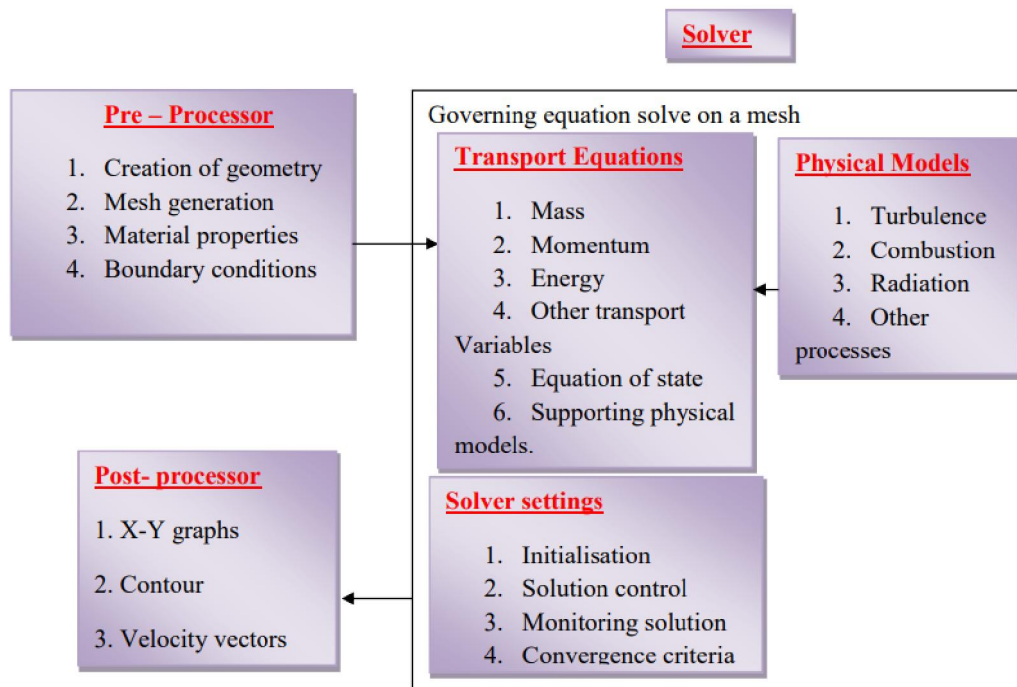 Solver
Pre – Processor
1. Creation of geometry
2. Mesh generation
3. Material properties
4. Boundary conditions
Governing equation solve on a mesh
Transport Equations
1. Mass
2. Momentum
3. Energy
4. Other transport
Variables
5. Equation of state
6. Supporting physical
models.
Physical Models
1. Turbulence
2. Combustion
3. Radiation
4. Other
processes
Post- processor
1. X-Y graphs
2. Contour
3. Velocity vectors
Solver settings
1. Initialisation
2. Solution control
3. Monitoring solution
4. Convergence criteria